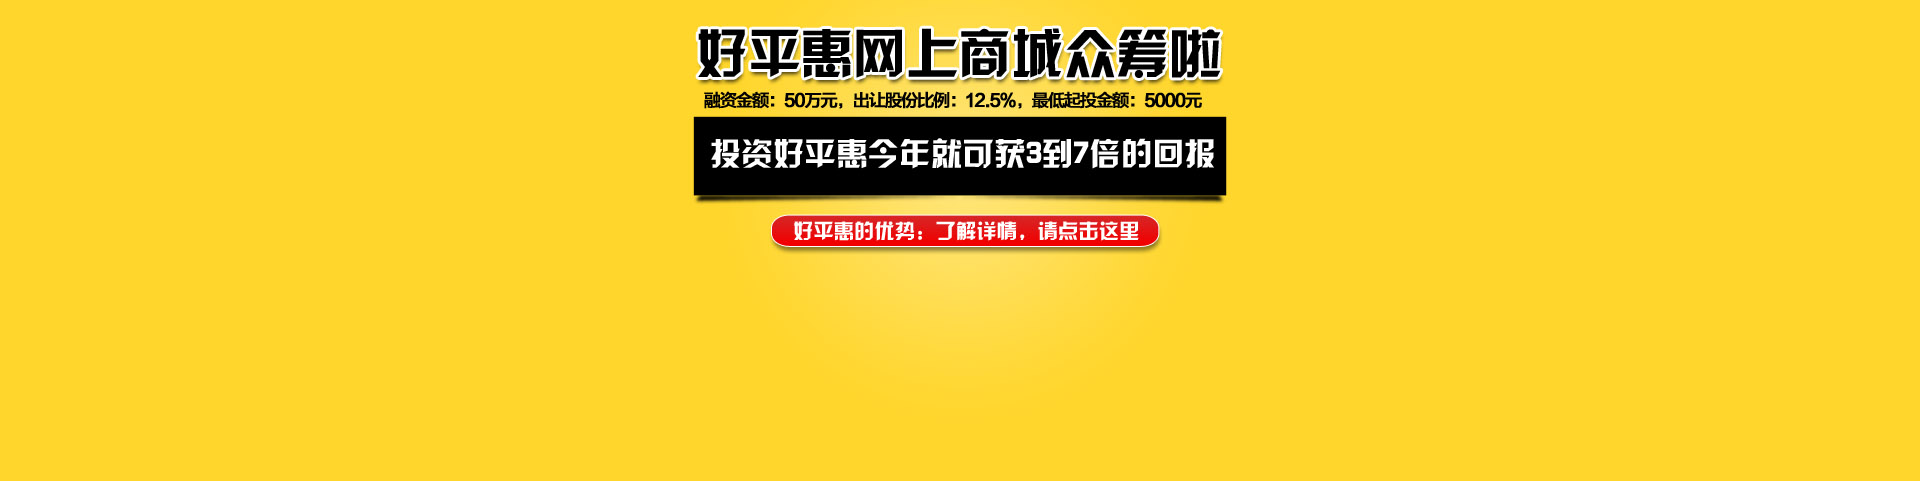 好平惠网上商城众筹啦
融资金额：50万元，出让股份比例：12.5%，最低起投金额：5000元
投资好平惠今年就可获3到7倍的回报
好平惠的优势：了解详情，请点击这里